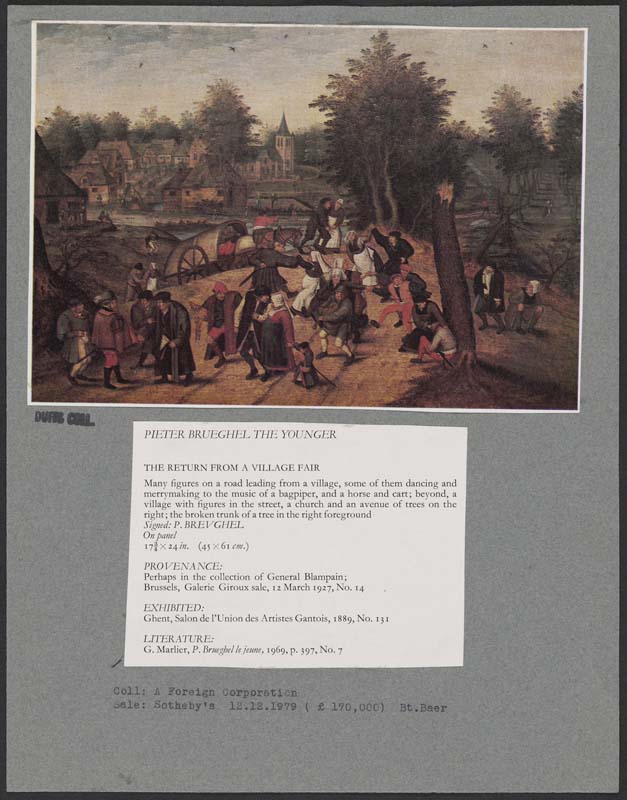 DUITS COLL.
PIETER BRUEGHEL THE YOUNGER
THE RETURN FROM A VILLAGE FAIR
Many figures on a road leading from a village, some of them dancing and
merrymaking to the music of a bagpiper, and a horse and cart; beyond, a
village with figures in the street, a church and an avenue of trees on the
right; the broken trunk of a tree in the right foreground
Signed: P. BREVGHEL
On panel
17¾ × 24 in. (45 × 61 cm.)
PROVENANCE:
Perhaps in the collection of General Blampain;
Brussels, Galerie Giroux sale, 12 March 1927, No. 14
EXHIBITED:
Ghent, Salon de l'Union des Artistes Gantois, 1889, No. 131
LITERATURE:
G. Marlier, P. Brueghel le jeune, 1969, p. 397, No. 7
Coll: A Foreign Corporation
Sale: Sotheby's 12.12.1979 ( £ 170,000) Bt.Baer